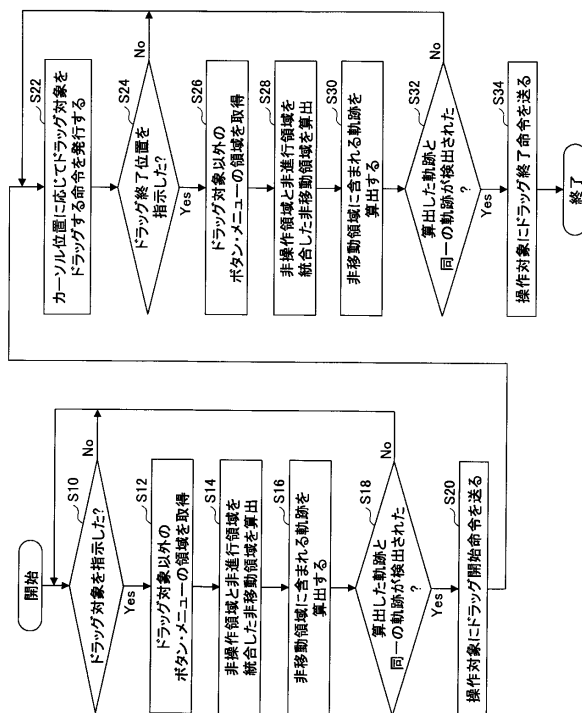 開始
S10
ドラッグ対象を指示した?
No
Yes
S12
ドラッグ対象以外の
ボタン・メニューの領域を取得
S14
非操作領域と非進行領域を
統合した非移動領域を算出
S16
非移動領域に含まれる軌跡を
算出する
S18
算出した軌跡と
同一の軌跡が検出された
?
No
Yes
S20
操作対象にドラッグ開始命令を送る
S22
カーソル位置に応じてドラッグ対象を
ドラッグする命令を発行する
S24
ドラッグ終了位置を
指示した?
No
Yes
S26
ドラッグ対象以外の
ボタン・メニューの領域を取得
S28
非操作領域と非進行領域を
統合した非移動領域を算出
S30
非移動領域に含まれる軌跡を
算出する
S32
算出した軌跡と
同一の軌跡が検出された
?
No
Yes
S34
操作対象にドラッグ終了命令を送る
終了